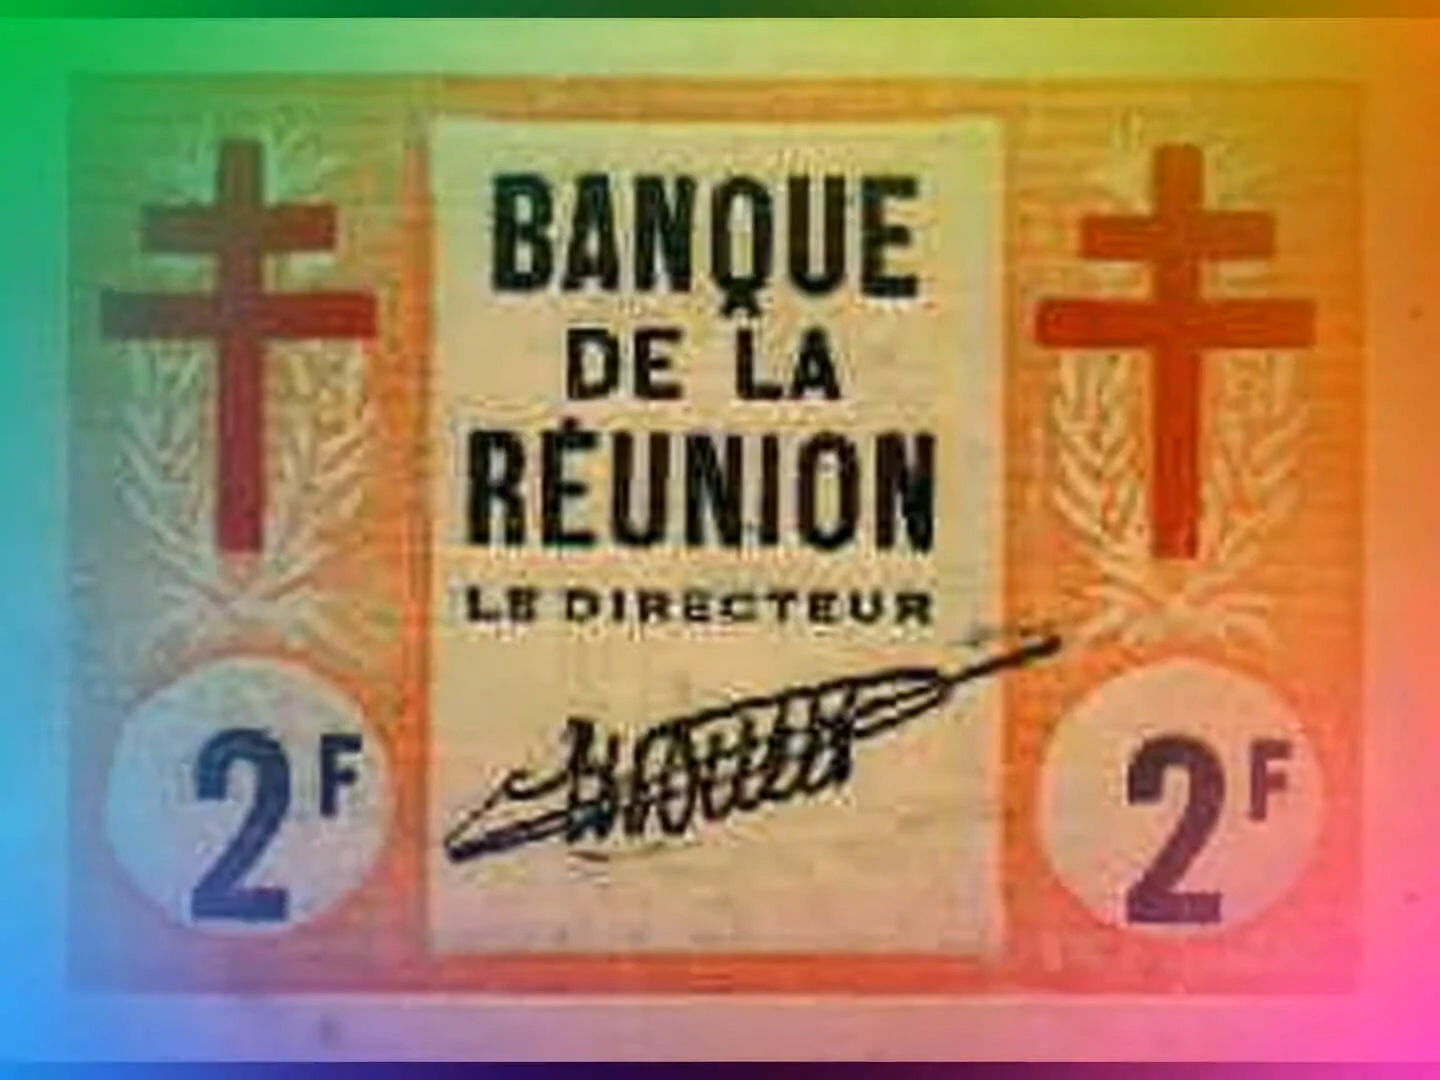 BANQUE
DE LA
RÉUNION
LE DIRECTEUR
2F
2F